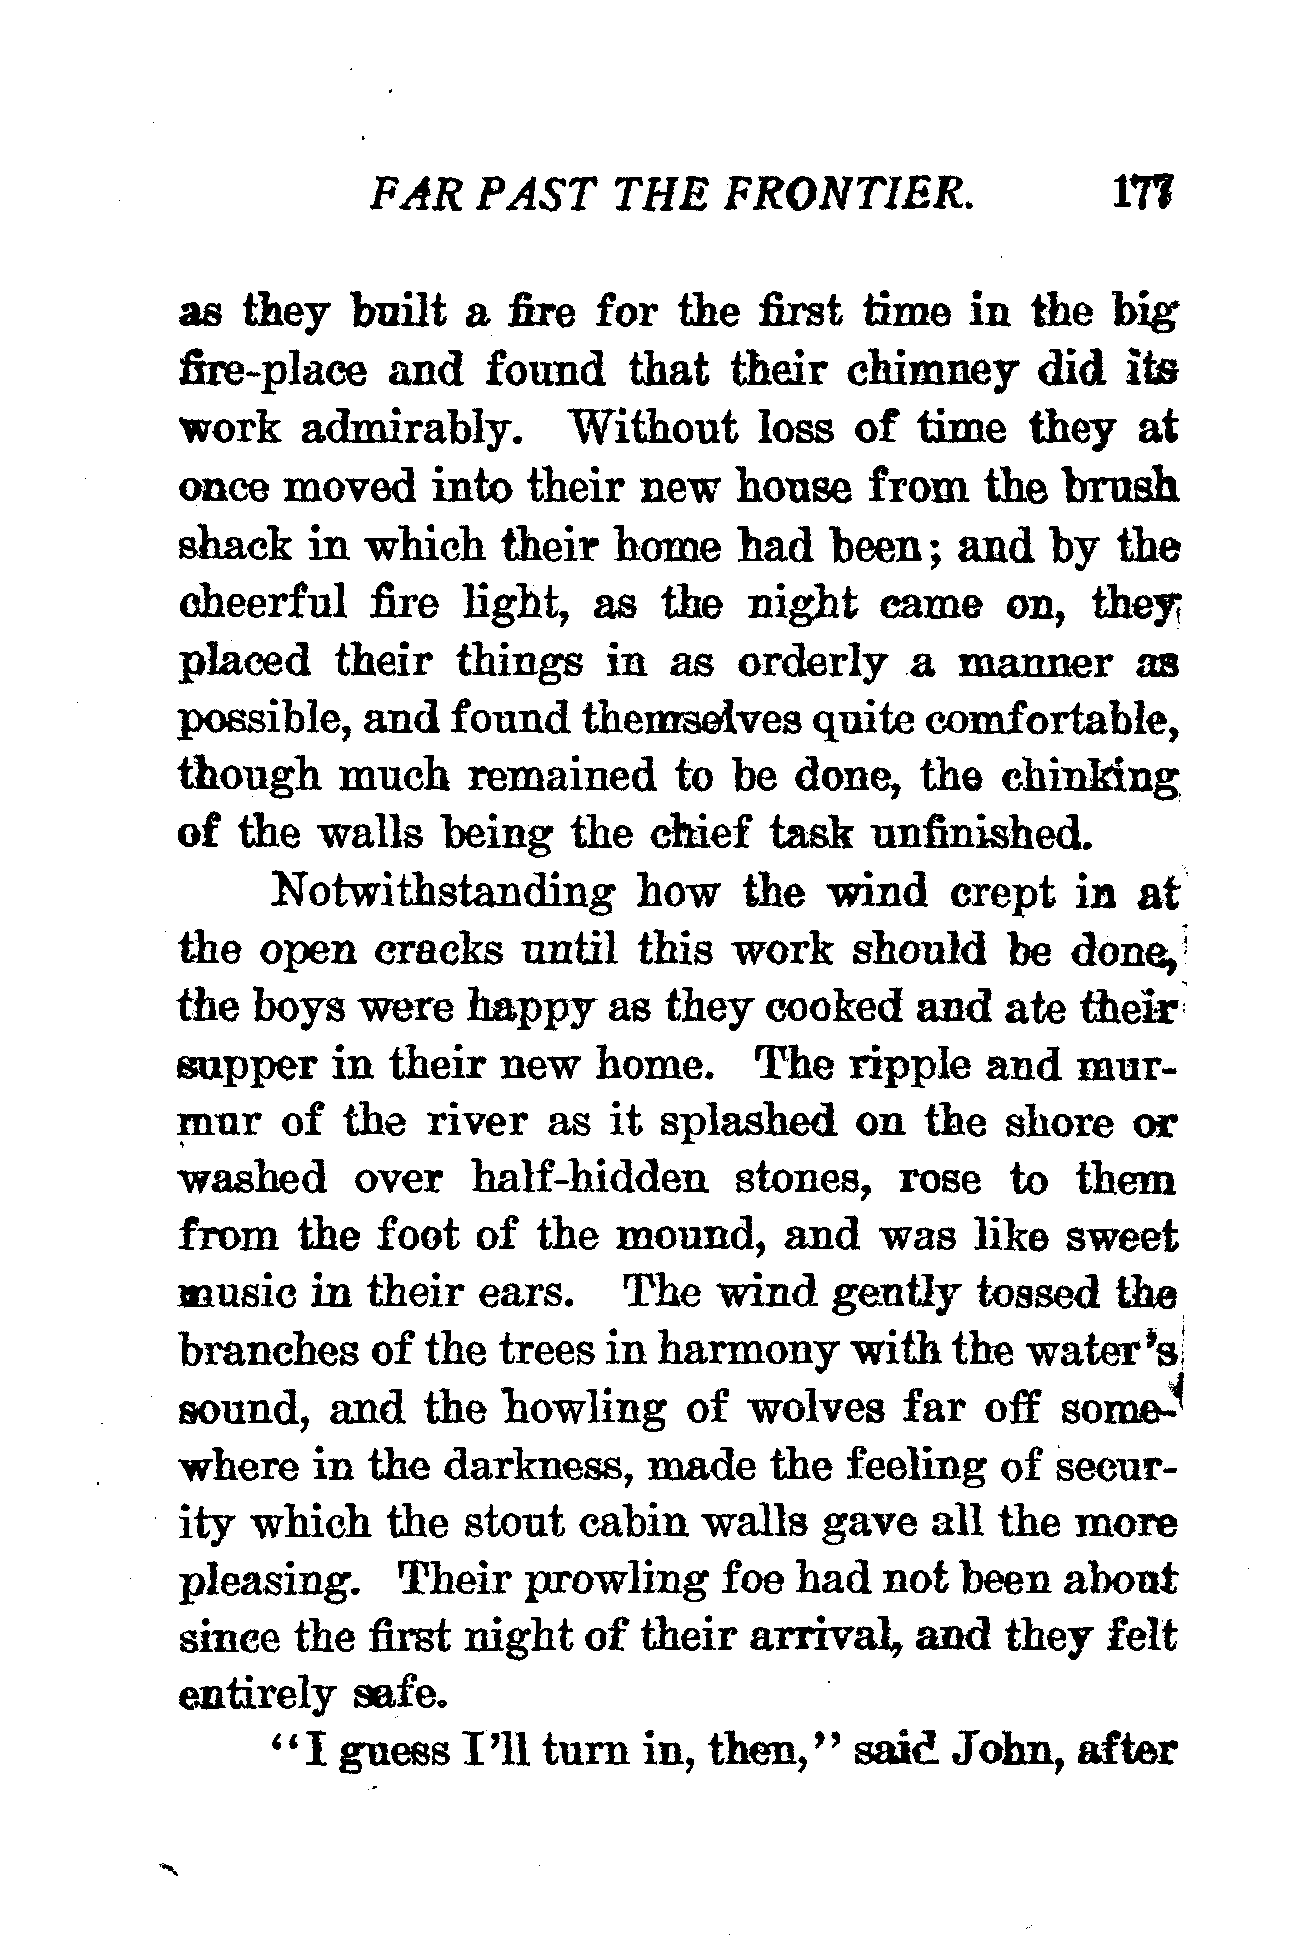 FAR PAST THE FRONTIER. 177
as they built a fire for the first time in the big
fire-place and found that their chimney did its
work admirably. Without loss of time they at
once moved into their new house from the brush
shack in which their home had been; and by the
cheerful fire light, as the night came on, they
placed their things in as orderly a manner as
possible, and found themselves quite comfortable,
though much remained to be done, the chinking
of the walls being the chief task unfinished.
Notwithstanding how the wind crept in at
the open cracks until this work should be done,
the boys were happy as they cooked and ate their
supper in their new home. The ripple and mur-
mur of the river as it splashed on the shore or
washed over half-hidden stones, rose to them
from the foot of the mound, and was like sweet
music in their ears. The wind gently tossed the
branches of the trees in harmony with the water's
sound, and the howling of wolves far off some-
where in the darkness, made the feeling of secur-
ity which the stout cabin walls gave all the more
pleasing. Their prowling foe had not been about
since the first night of their arrival, and they felt
entirely safe.
"I guess I'll turn in, then," said John, after